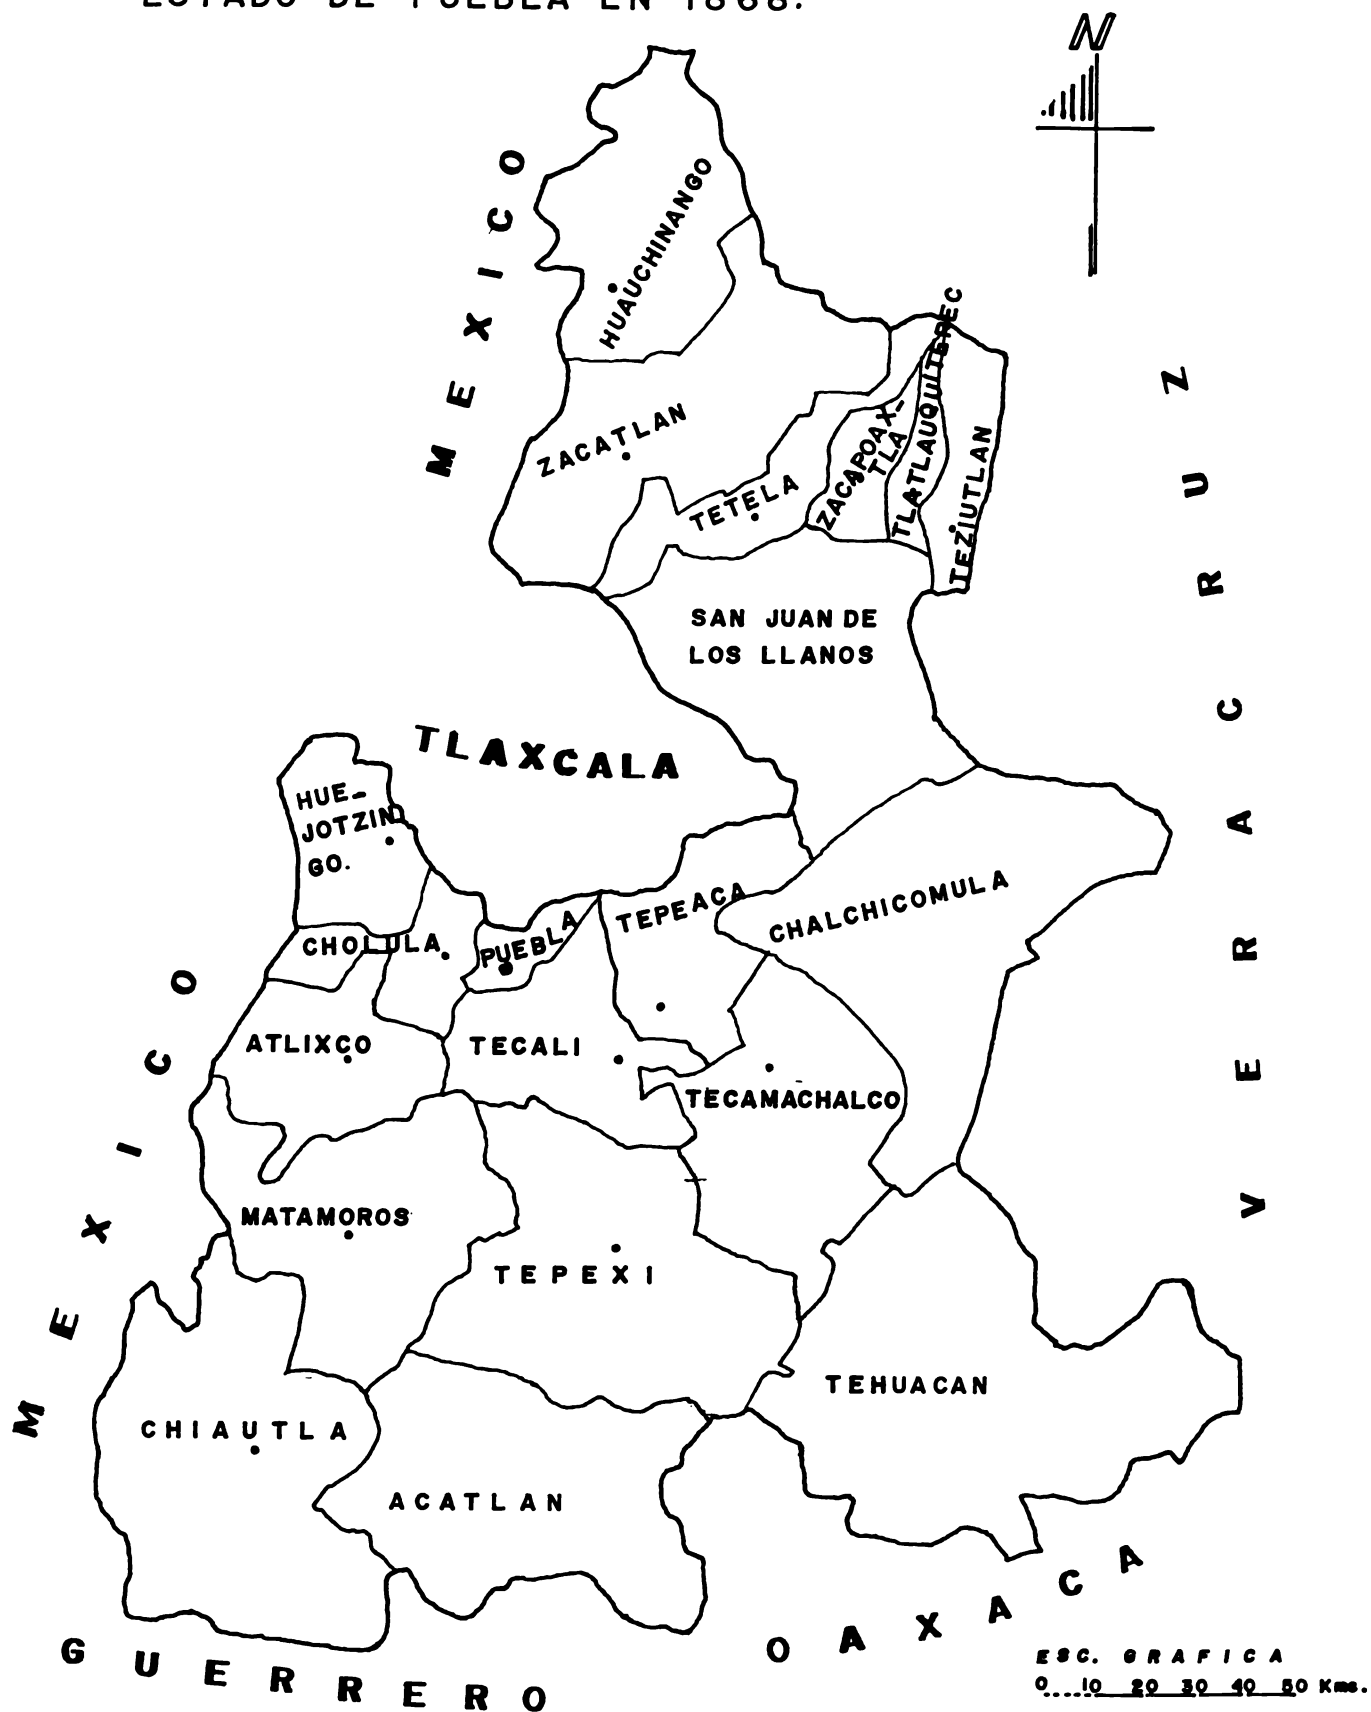 ESTADO DE PUEBLA EN 1868.
N
MEXICO
HUAUCHINANGO
ZACATLAN
TETELA
ZACAPOAX-
TLA
TLATLAUQUITEPEC
TEZIUTLAN
VERACRUZ
SAN JUAN DE
LOS LLANOS
TLAXCALA
HUE-
JOTZIN
GO.
CHOLULA
PUEBLA
TEPEACA
CHALCHICOMULA
MEXICO
ATLIXCO
TECALI
TECAMACHALCO
MATAMOROS
TEPEXI
TEHUACAN
CHIAUTLA
ACATLAN
GUERRERO
OAXACA
ESC. GRAFICA
0 10 20 30 40 50 Kms.